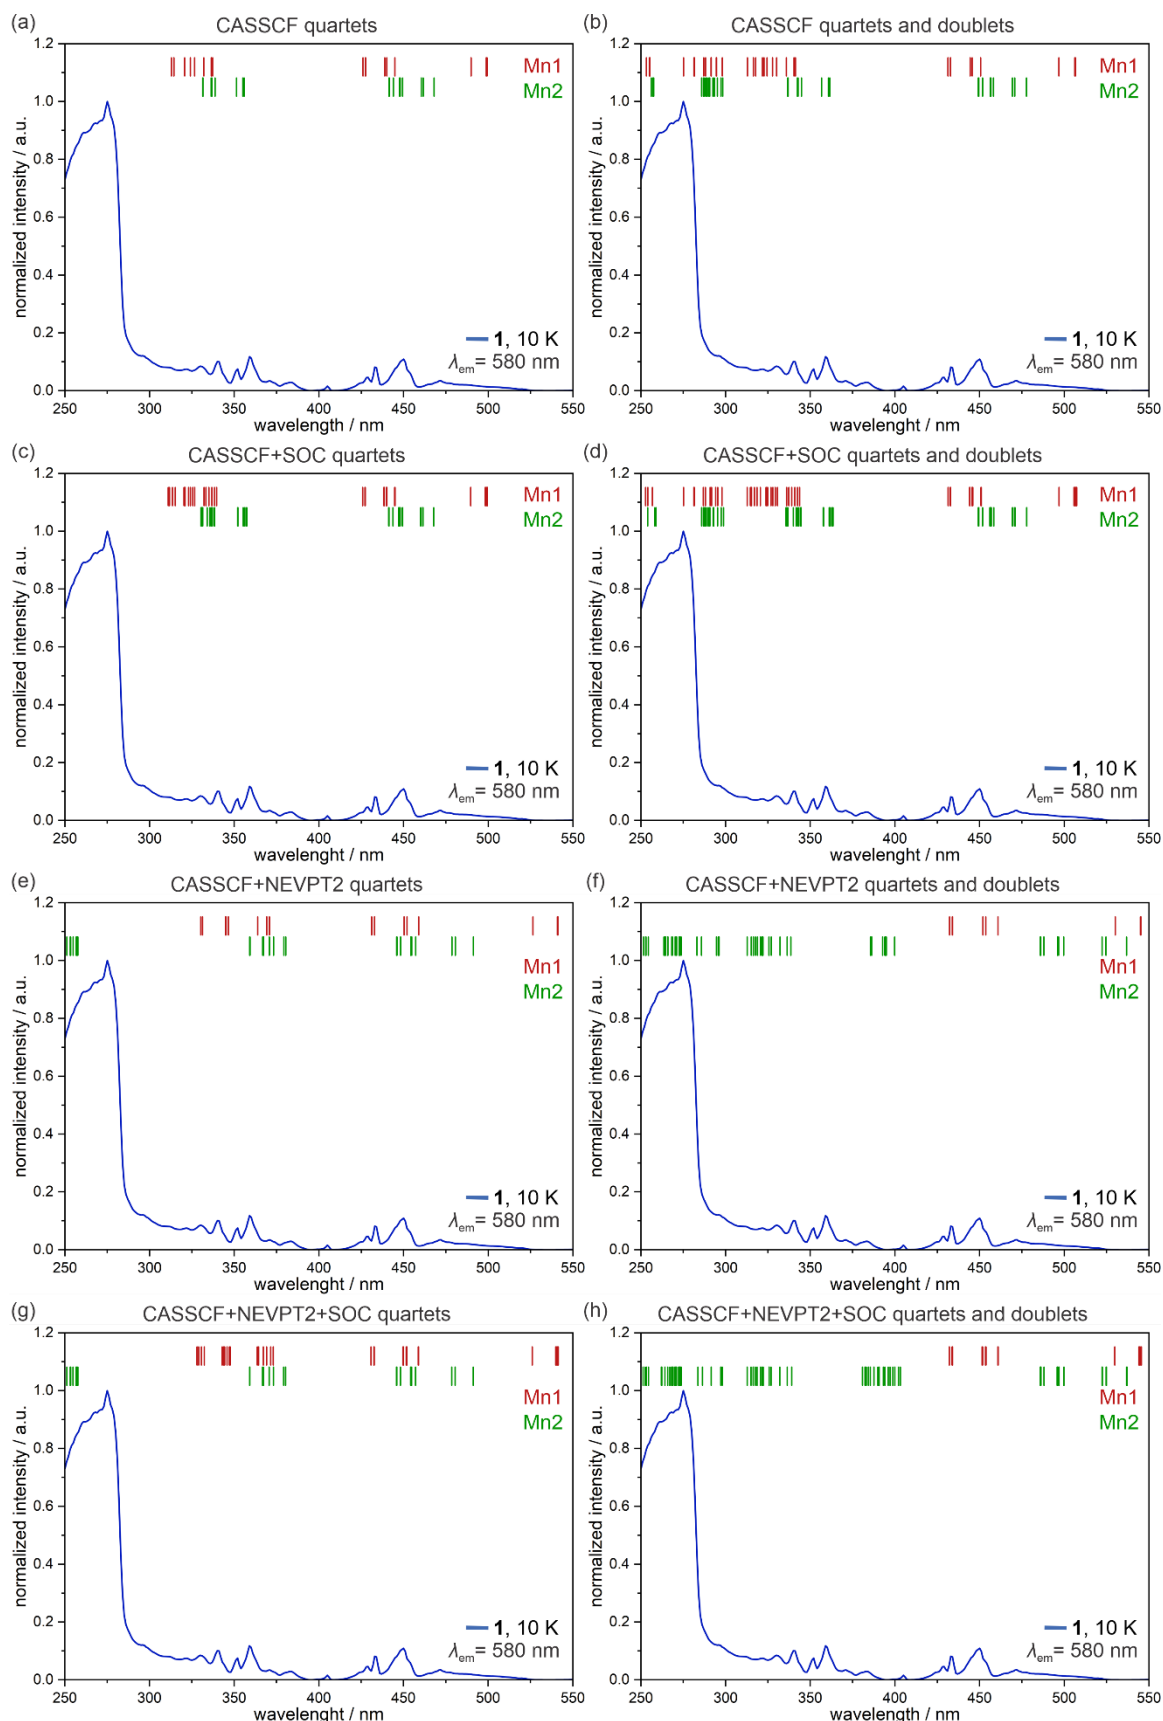 (a) CASSCF quartets
1.2
1.0
0.8
0.6
0.4
0.2
0.0
normalized intensity / a.u.
Mn1
Mn2
1, 10 K
λem= 580 nm
250 300 350 400 450 500 550
wavelenght / nm
(b) CASSCF quartets and doublets
1.2
1.0
0.8
0.6
0.4
0.2
0.0
normalized intensity / a.u.
Mn1
Mn2
1, 10 K
λem= 580 nm
250 300 350 400 450 500 550
wavelenght / nm
(c) CASSCF+SOC quartets
1.2
1.0
0.8
0.6
0.4
0.2
0.0
normalized intensity / a.u.
Mn1
Mn2
1, 10 K
λem= 580 nm
250 300 350 400 450 500 550
wavelenght / nm
(d) CASSCF+SOC quartets and doublets
1.2
1.0
0.8
0.6
0.4
0.2
0.0
normalized intensity / a.u.
Mn1
Mn2
1, 10 K
λem= 580 nm
250 300 350 400 450 500 550
wavelenght / nm
(e) CASSCF+NEVPT2 quartets
1.2
1.0
0.8
0.6
0.4
0.2
0.0
normalized intensity / a.u.
Mn1
Mn2
1, 10 K
λem= 580 nm
250 300 350 400 450 500 550
wavelenght / nm
(f) CASSCF+NEVPT2 quartets and doublets
1.2
1.0
0.8
0.6
0.4
0.2
0.0
normalized intensity / a.u.
Mn1
Mn2
1, 10 K
λem= 580 nm
250 300 350 400 450 500 550
wavelenght / nm
(g) CASSCF+NEVPT2+SOC quartets
1.2
1.0
0.8
0.6
0.4
0.2
0.0
normalized intensity / a.u.
Mn1
Mn2
1, 10 K
λem= 580 nm
250 300 350 400 450 500 550
wavelenght / nm
(h) CASSCF+NEVPT2+SOC quartets and doublets
1.2
1.0
0.8
0.6
0.4
0.2
0.0
normalized intensity / a.u.
Mn1
Mn2
1, 10 K
λem= 580 nm
250 300 350 400 450 500 550
wavelenght / nm